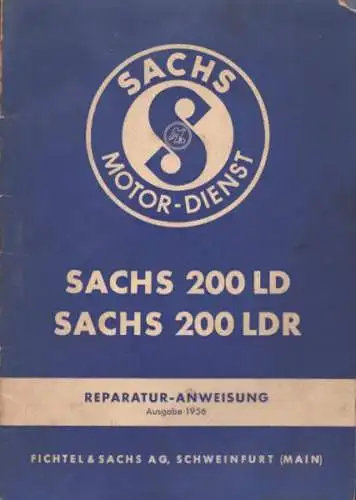 SACHS
MOTOR-DIENST
SACHS 200 LD
SACHS 200 LDR
REPARATUR-ANWEISUNG
Ausgabe 1956
FICHTEL & SACHS AG, SCHWEINFURT (MAIN)